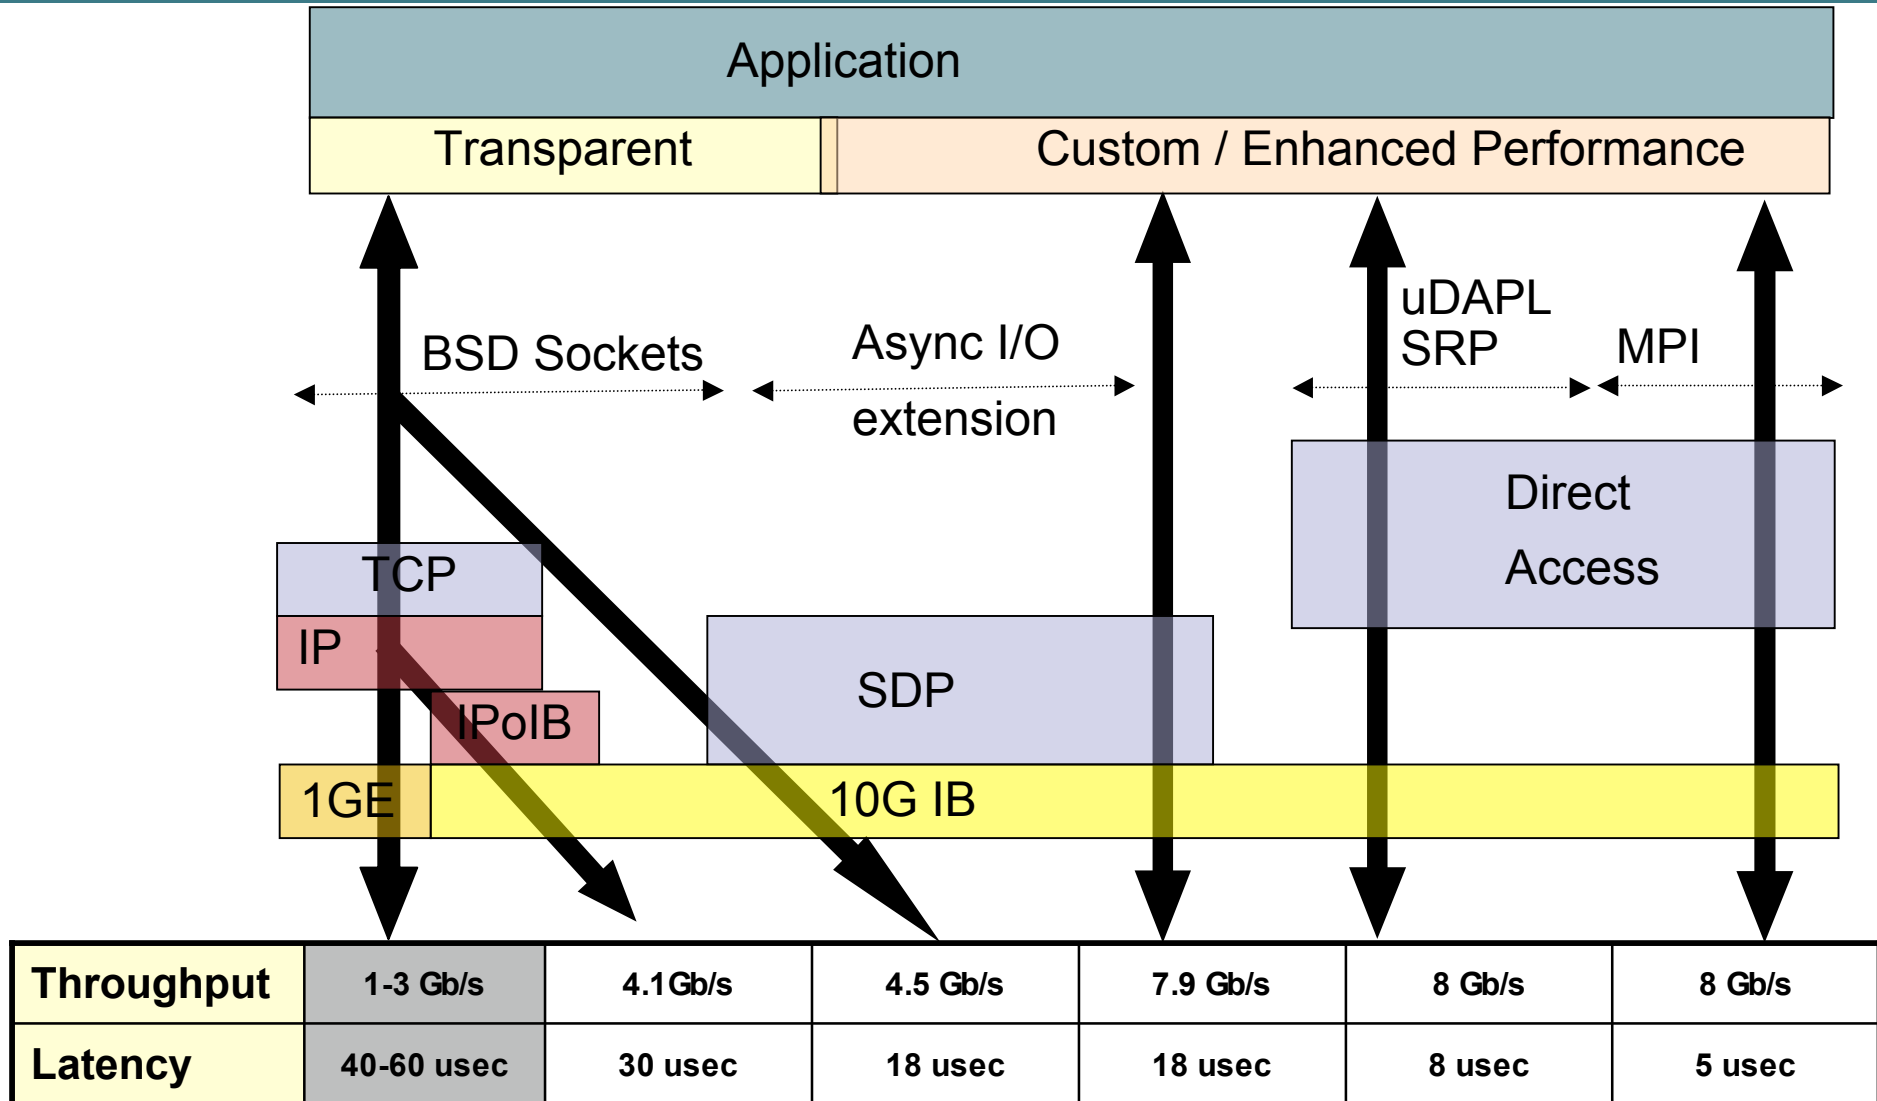 Application
Transparent
Custom / Enhanced Performance
BSD Sockets
Async I/O
extension
uDAPL
SRP
MPI
Direct
Access
TCP
IP
IPoIB
SDP
1GE
10G IB
Throughput 1-3 Gb/s 4.1Gb/s 4.5 Gb/s 7.9 Gb/s 8 Gb/s 8 Gb/s
Latency 40-60 usec 30 usec 18 usec 18 usec 8 usec 5 usec